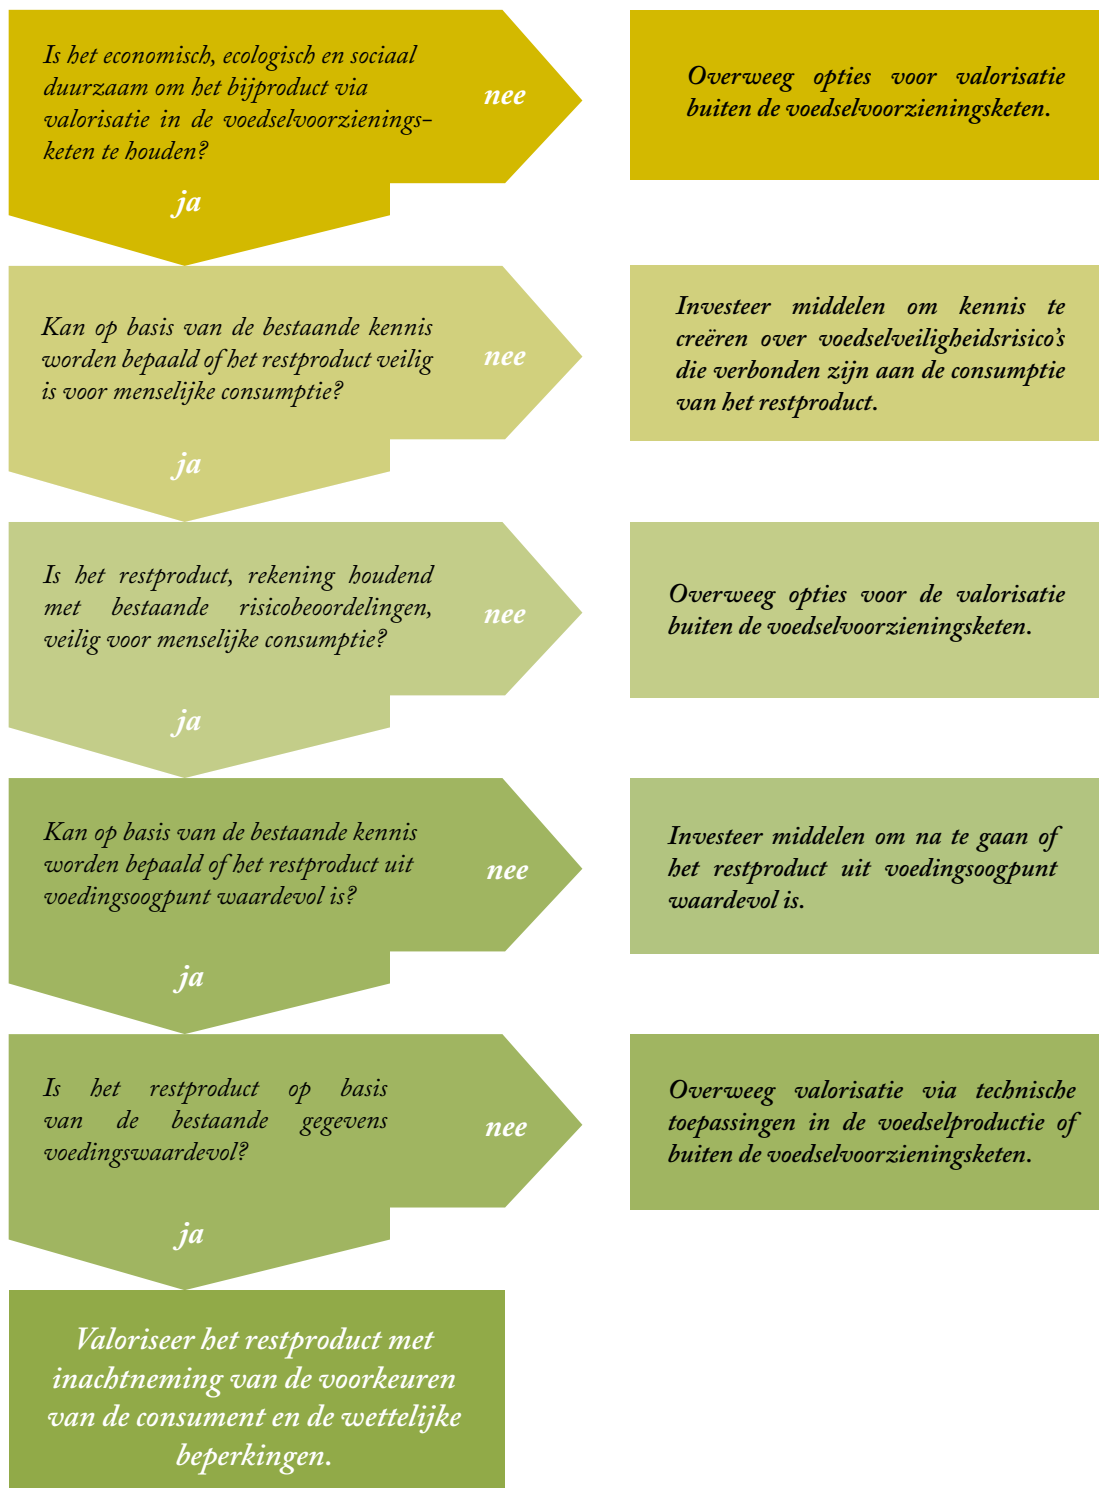 Is het economisch, ecologisch en sociaal
duurzaam om het bijproduct via
valorisatie in de voedselvoorzienings-
keten te houden?
nee
ja
Overweeg opties voor valorisatie
buiten de voedselvoorzieningsketen.
Kan op basis van de bestaande kennis
worden bepaald of het restproduct veilig
is voor menselijke consumptie?
nee
ja
Investeer middelen om kennis te
creëren over voedselveiligheidsrisico's
die verbonden zijn aan de consumptie
van het restproduct.
Is het restproduct, rekening houdend
met bestaande risicobeoordelingen,
veilig voor menselijke consumptie?
nee
ja
Overweeg opties voor de valorisatie
buiten de voedselvoorzieningsketen.
Kan op basis van de bestaande kennis
worden bepaald of het restproduct uit
voedingsoogpunt waardevol is?
nee
ja
Investeer middelen om na te gaan of
het restproduct uit voedingsoogpunt
waardevol is.
Is het restproduct op basis
van de bestaande gegevens
voedingswaardevol?
nee
ja
Overweeg valorisatie via technische
toepassingen in de voedselproductie of
buiten de voedselvoorzieningsketen.
Valoriseer het restproduct met
inachtneming van de voorkeuren
van de consument en de wettelijke
beperkingen.